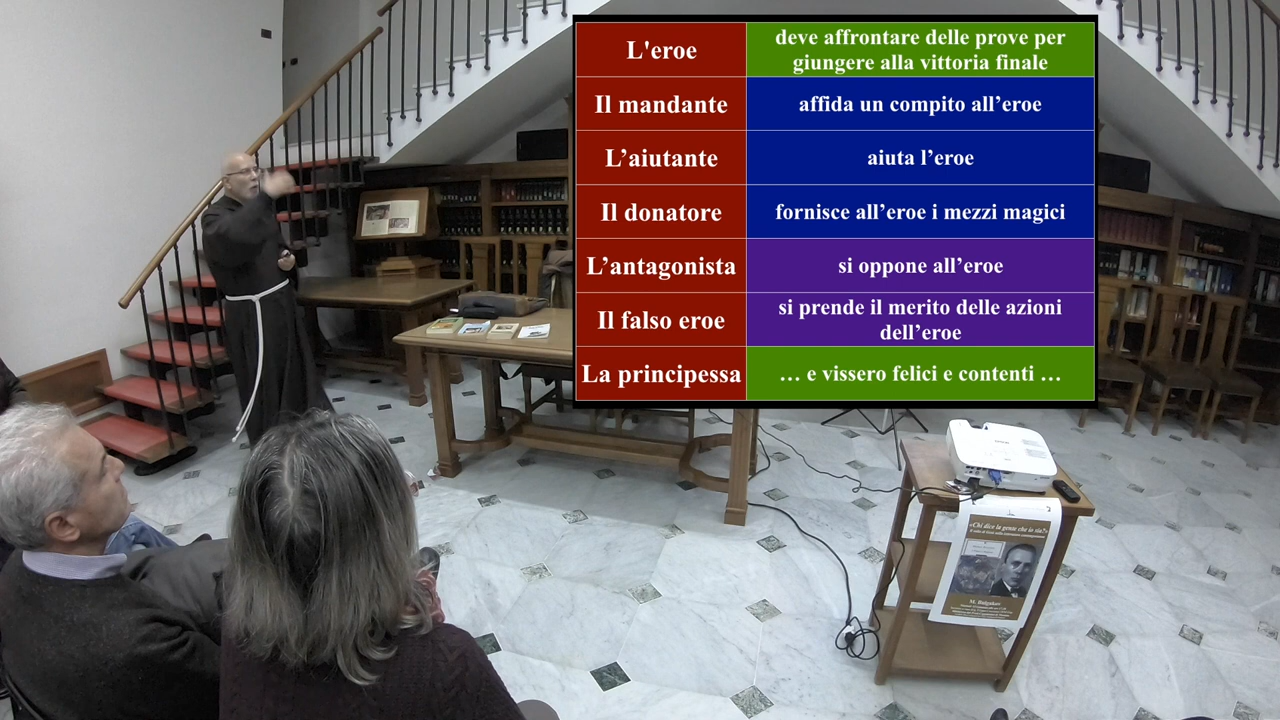 L'eroe
deve affrontare delle prove per
giungere alla vittoria finale
Il mandante
affida un compito all’eroe
L’aiutante
aiuta l’eroe
Il donatore
fornisce all’eroe i mezzi magici
L’antagonista
si oppone all’eroe
Il falso eroe
si prende il merito delle azioni
dell’eroe
La principessa
… e vissero felici e contenti …
«Chi dice la gente che io sia?»
M. Bulgakov